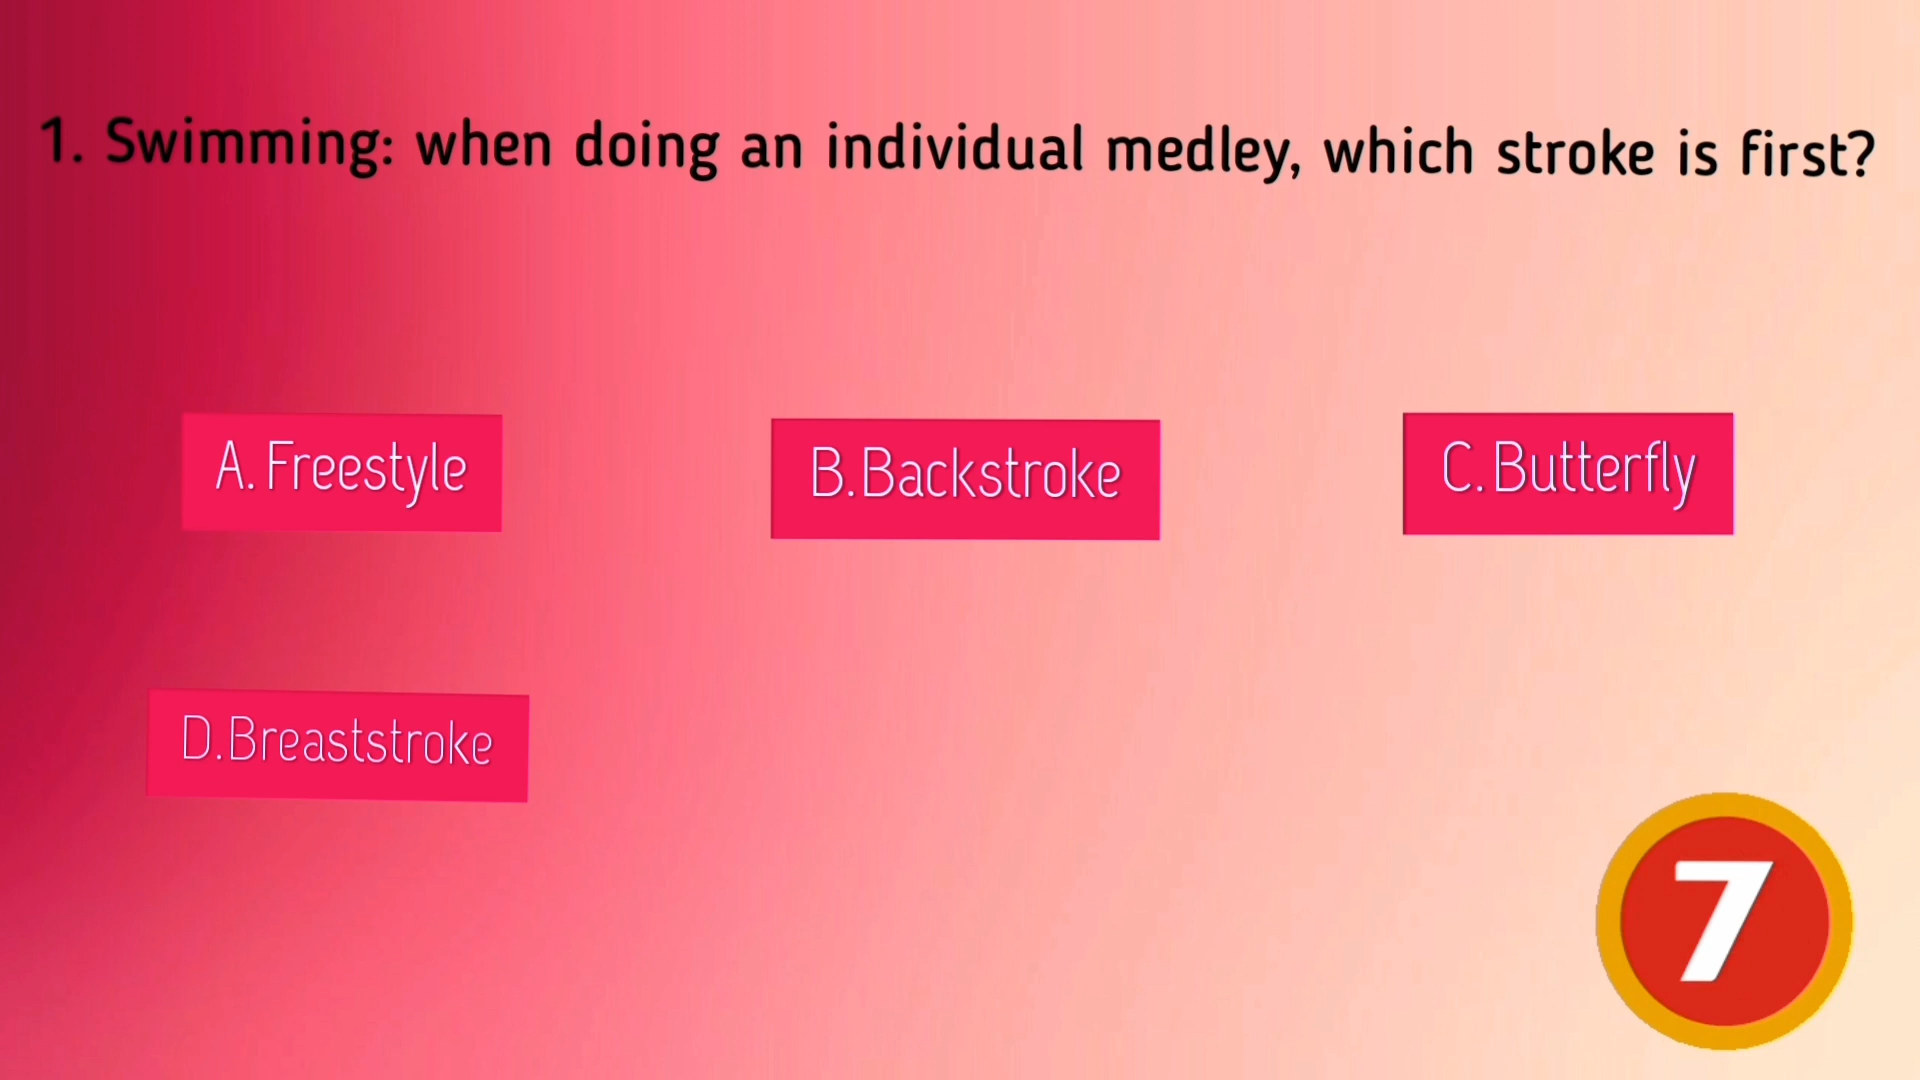 1. Swimming: when doing an individual medley, which stroke is first?
A. Freestyle
B. Backstroke
C. Butterfly
D. Breaststroke
7